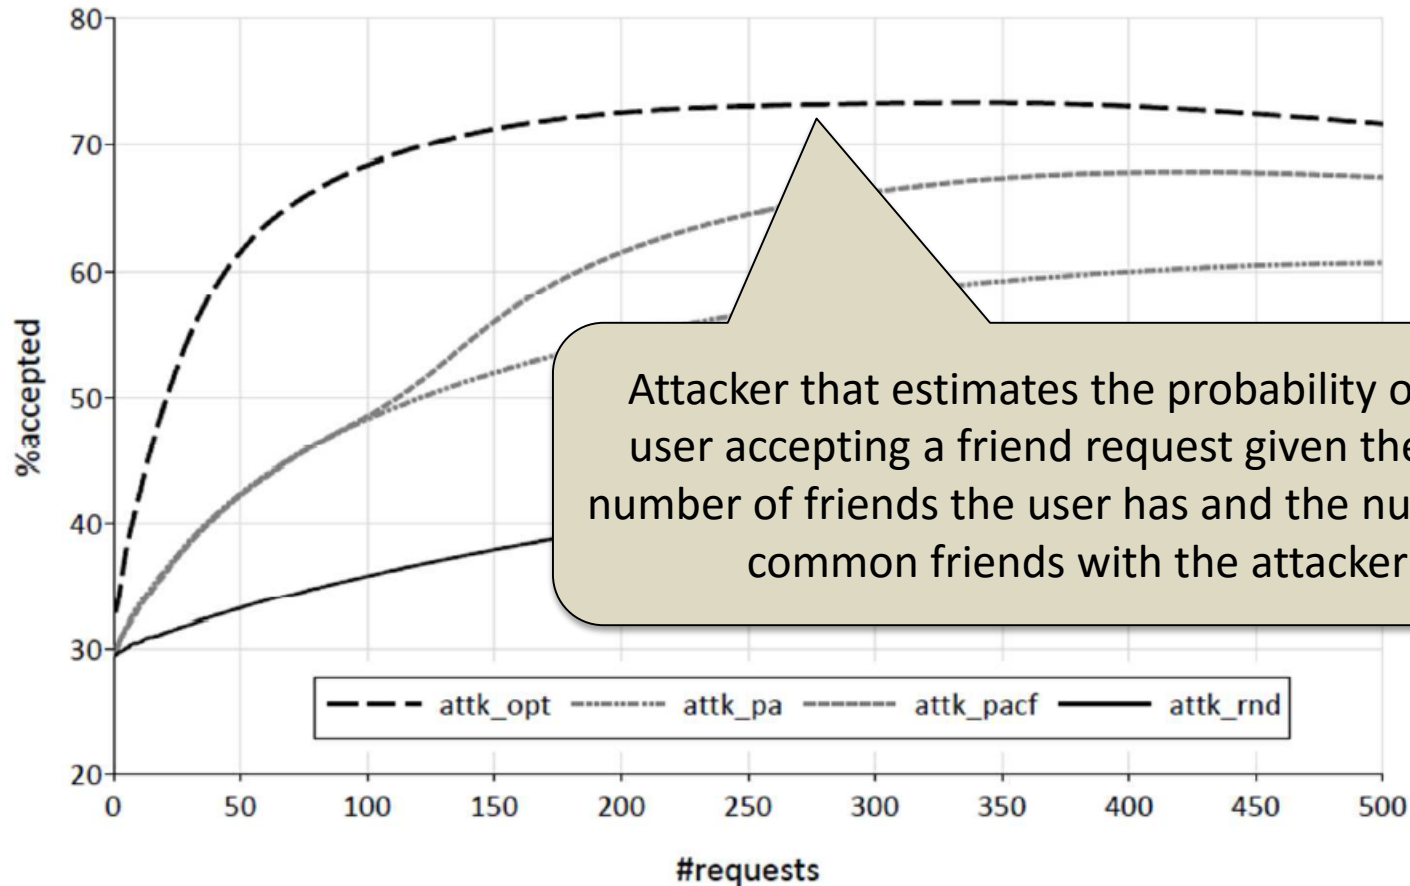 80
70
60
50
40
30
20
%accepted
Attacker that estimates the probability
user accepting a friend request given the
number of friends the user has and the
common friends with the attacker
attk_opt attk_pa attk_pacf attk_rnd
0 50 100 150 200 250 300 350 400 450 500
#requests